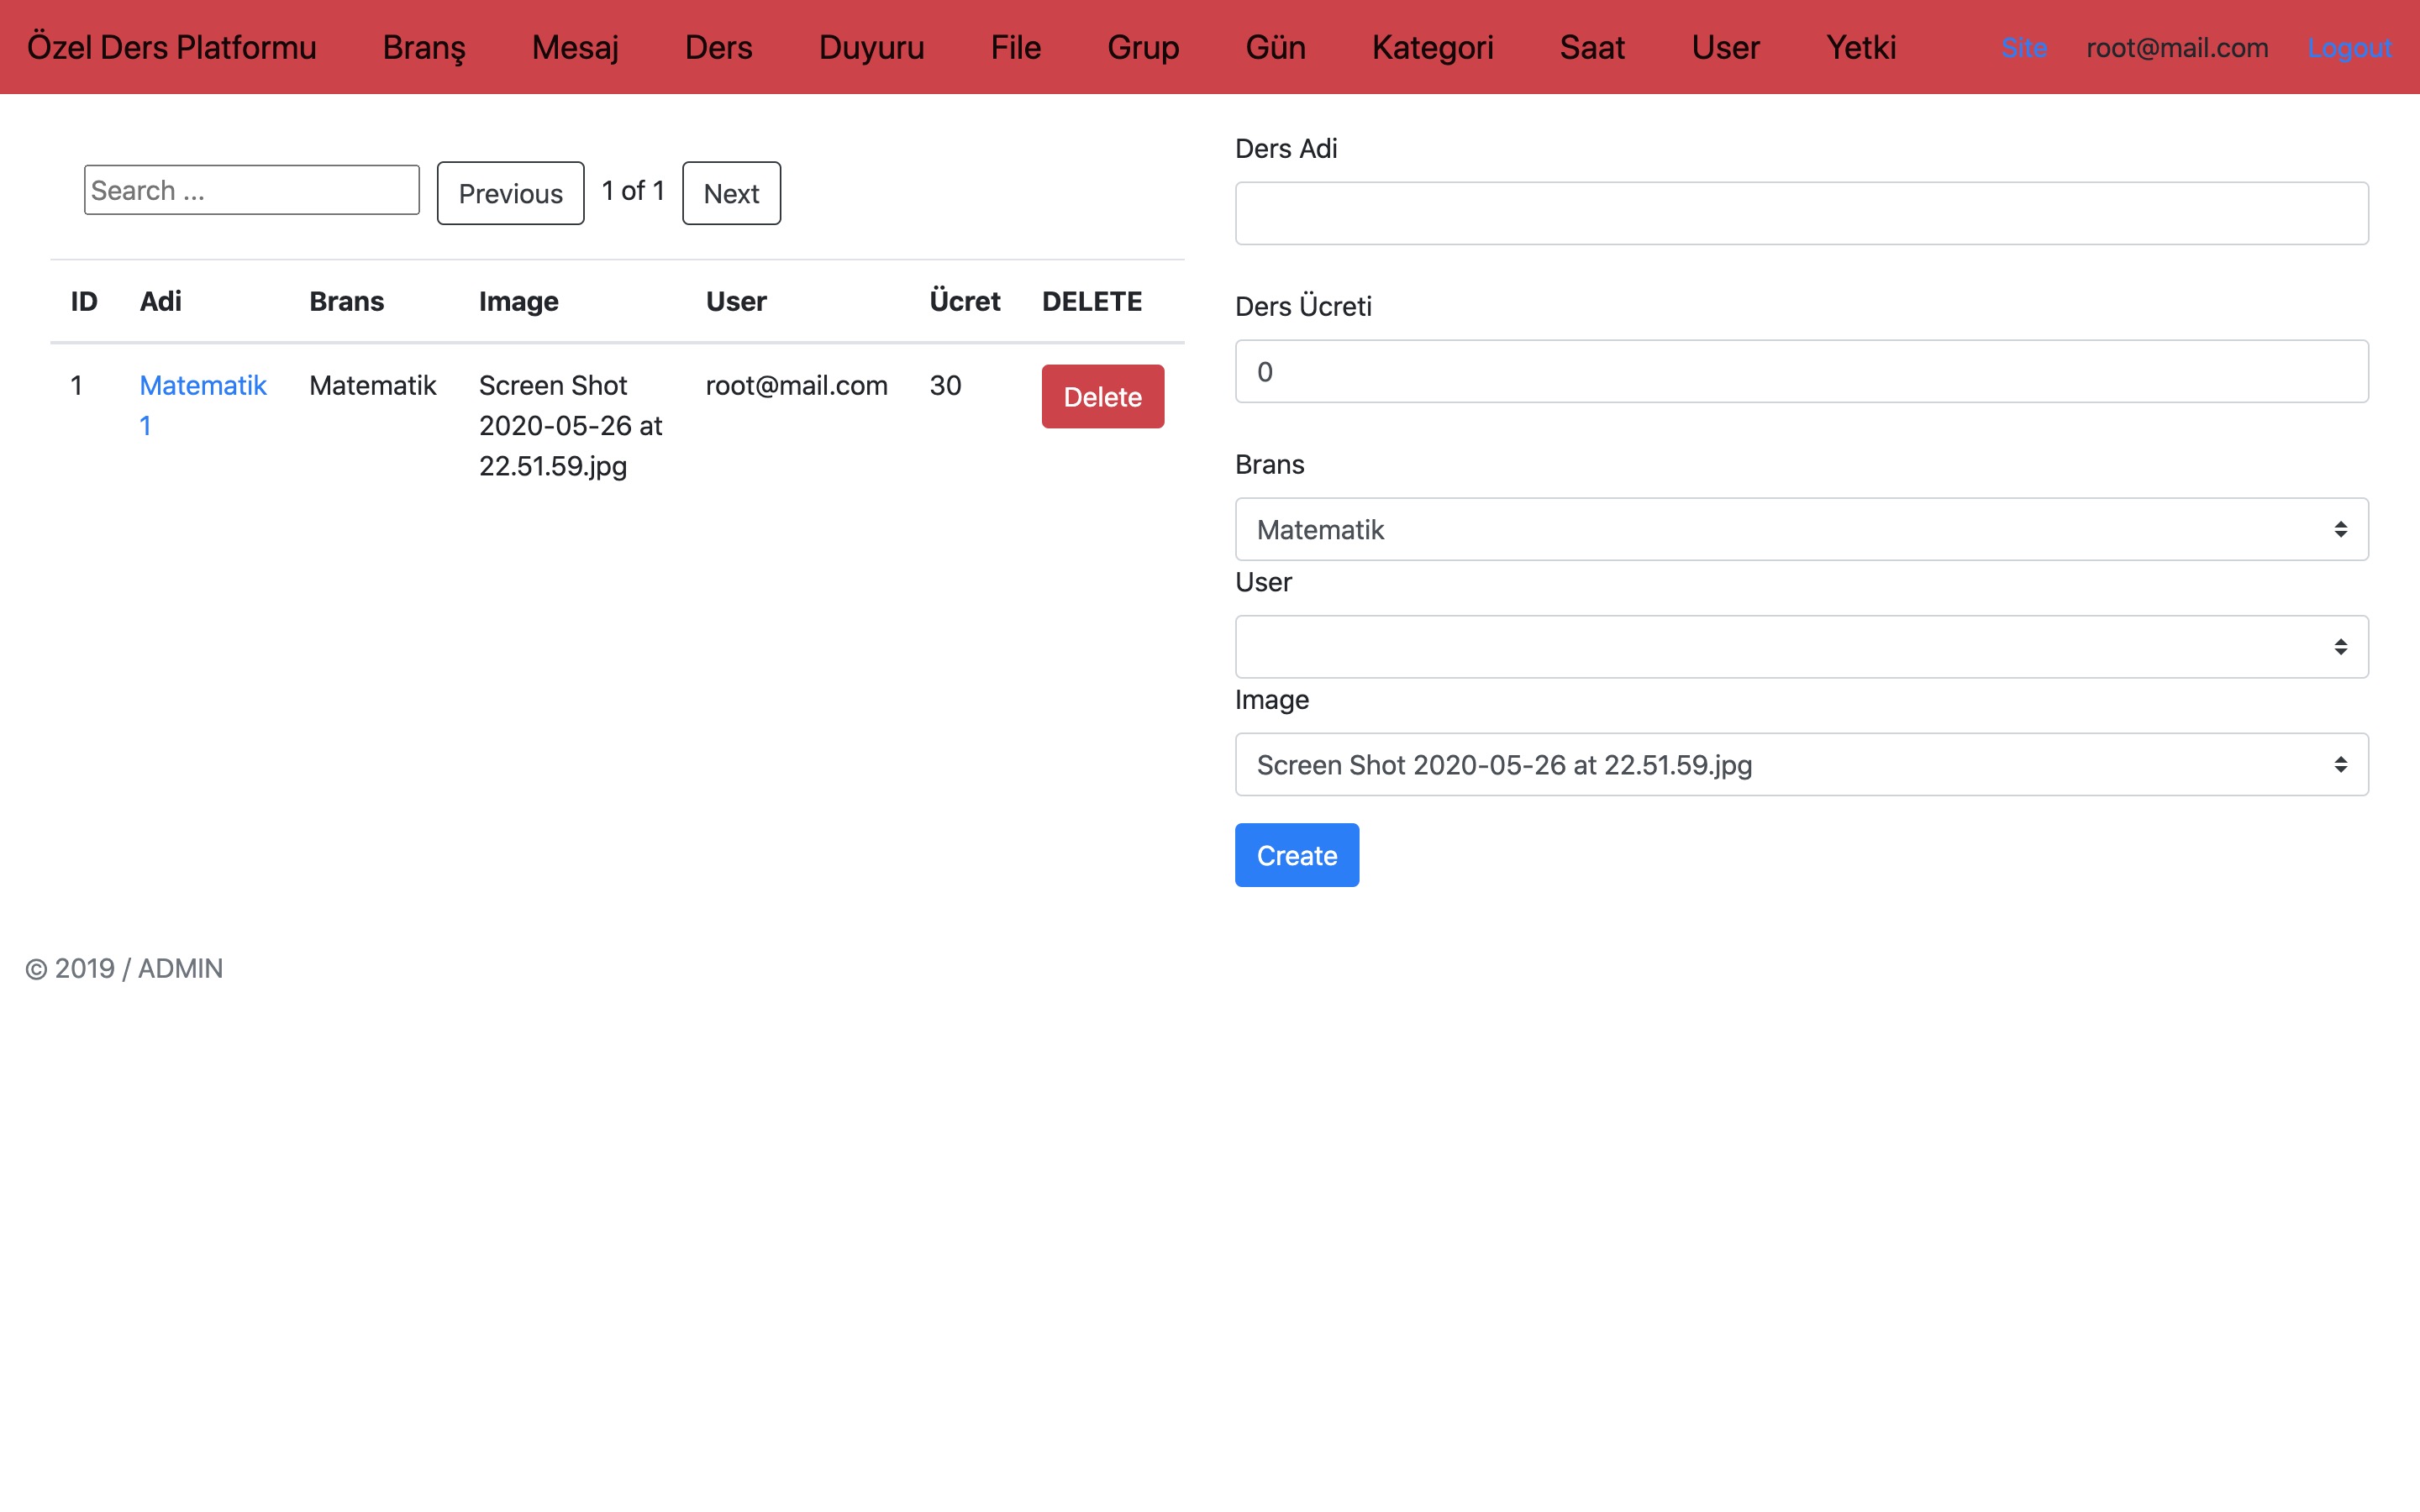 Özel Ders Platformu Branş Mesaj Ders Duyuru File Grup Gün Kategori Saat User Yetki Site root@mail.com Logout
Search ... Previous 1 of 1 Next
ID Adi Brans Image User Ücret DELETE
1 Matematik Matematik Screen Shot root@mail.com 30 Delete
1 2020-05-26 at
22.51.59.jpg
Ders Adi
Ders Ücreti
0
Brans
Matematik
User
Image
Screen Shot 2020-05-26 at 22.51.59.jpg
Create
© 2019 / ADMIN